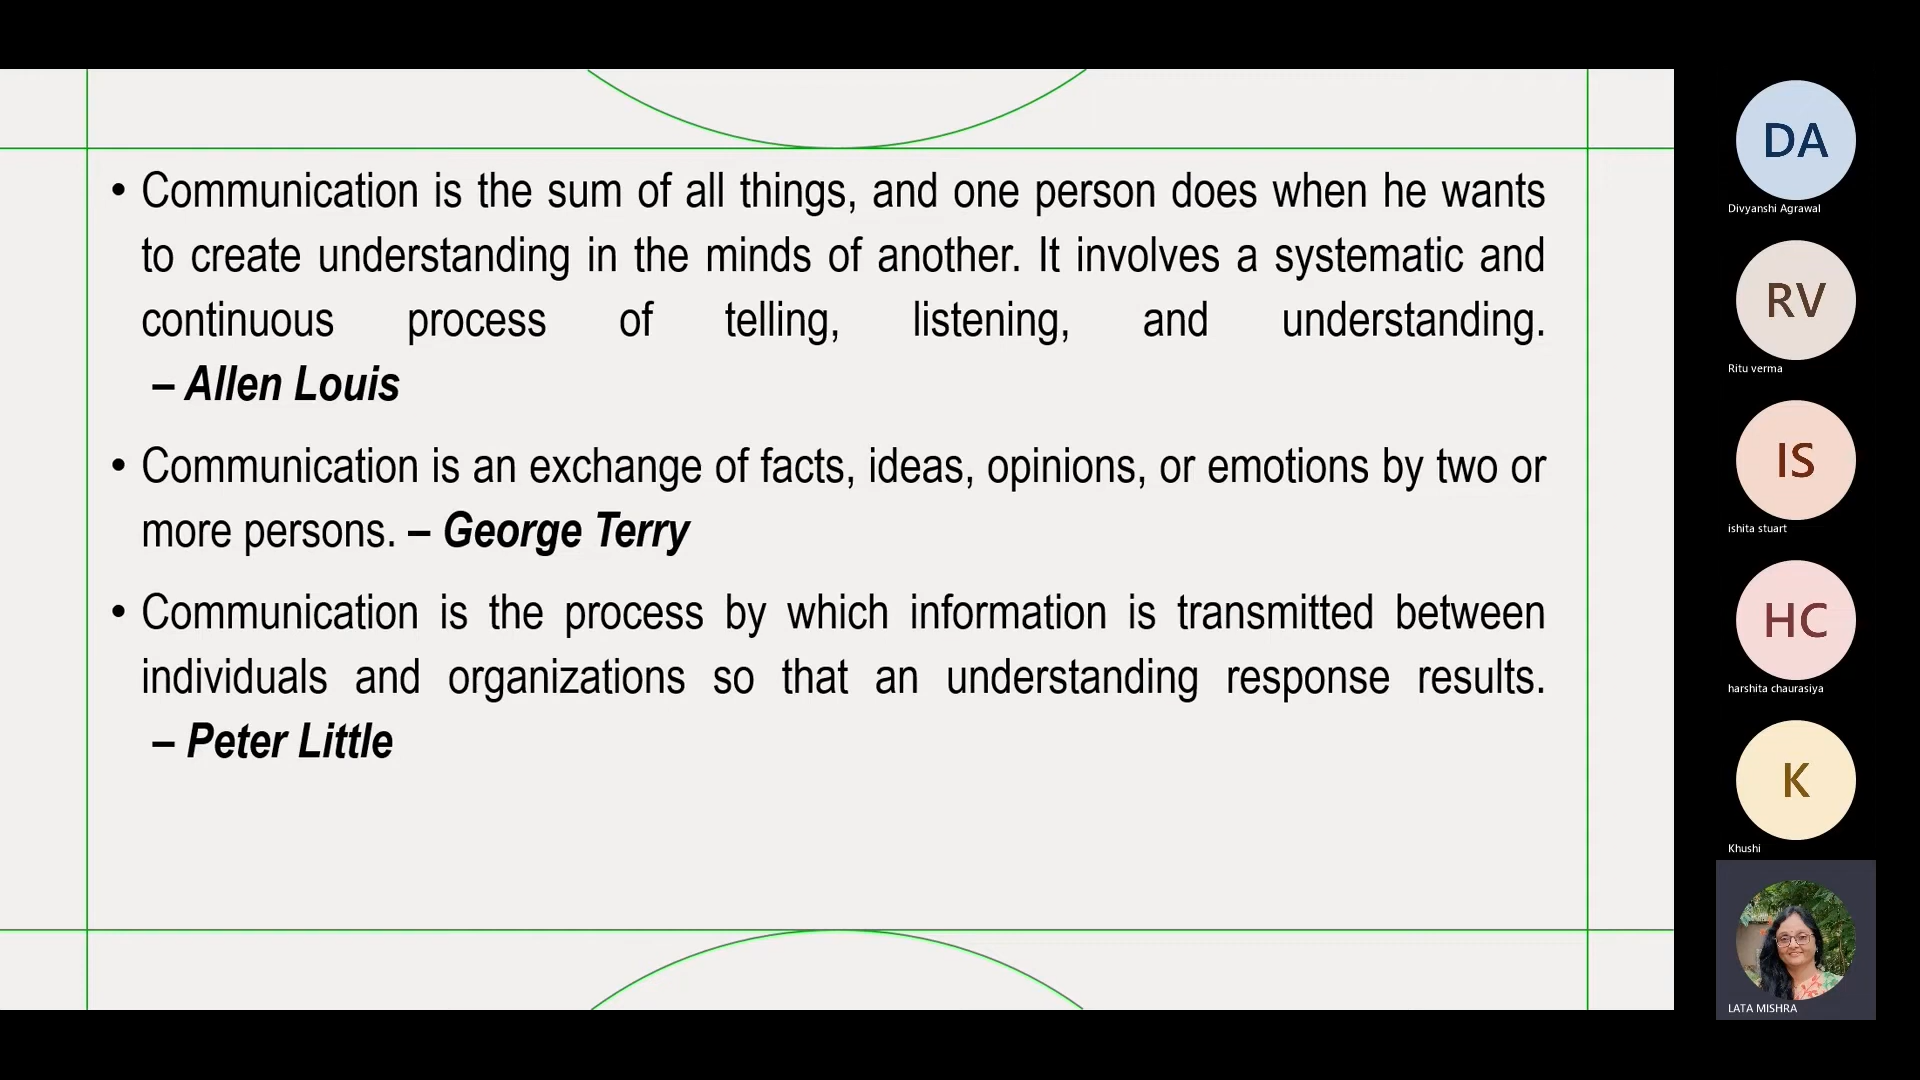 • Communication is the sum of all things, and one person does when he wants
to create understanding in the minds of another. It involves a systematic and
continuous process of telling, listening, and understanding.
– Allen Louis
• Communication is an exchange of facts, ideas, opinions, or emotions by two or
more persons. – George Terry
• Communication is the process by which information is transmitted between
individuals and organizations so that an understanding response results.
– Peter Little
DA
Divyanshi Agrawal
RV
Ritu verma
IS
ishita stuart
HC
harshita chaurasiya
K
Khushi
LATA MISHRA